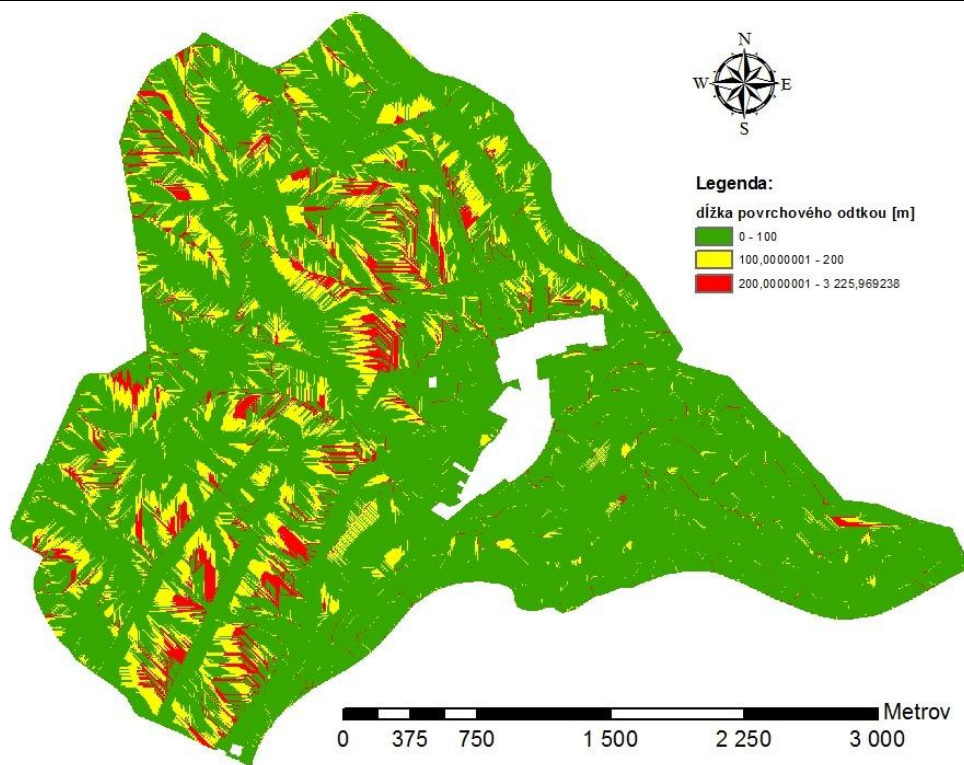 N
W E
S
Legenda:
dĺžka povrchového odtkou [m]
0 - 100
100,0000001 - 200
200,0000001 - 3 225,969238
Metrov
0 375 750 1 500 2 250 3 000